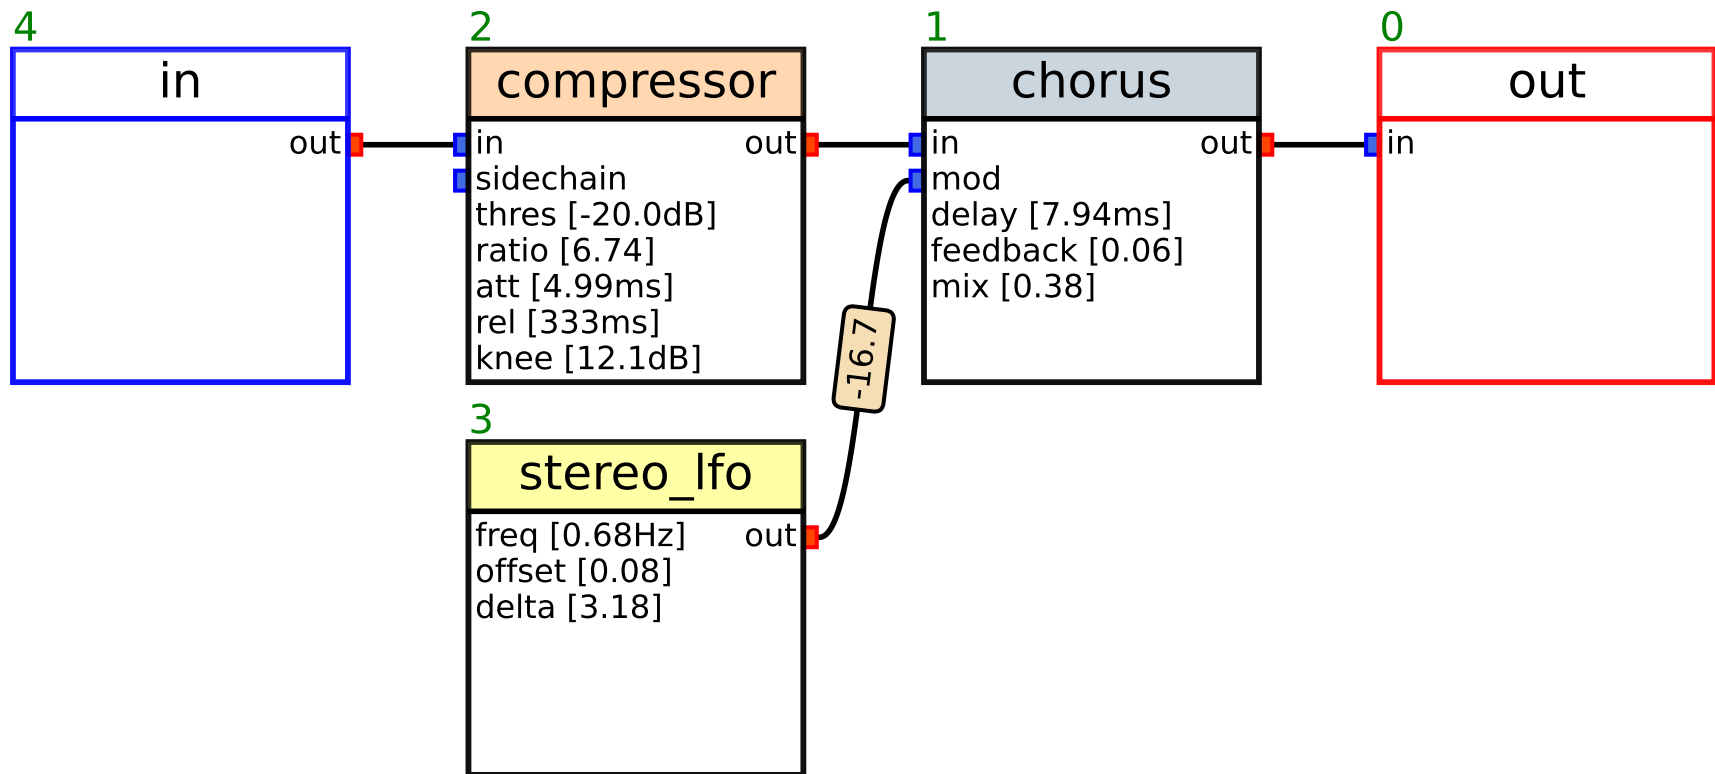 4
in
out
2
compressor
in out
sidechain
thres [-20.0dB]
ratio [6.74]
att [4.99ms]
rel [333ms]
knee [12.1dB]
1
chorus
in out
mod
delay [7.94ms]
feedback [0.06]
mix [0.38]
0
out
in
-16.7
3
stereo_lfo
freq [0.68Hz] out
offset [0.08]
delta [3.18]